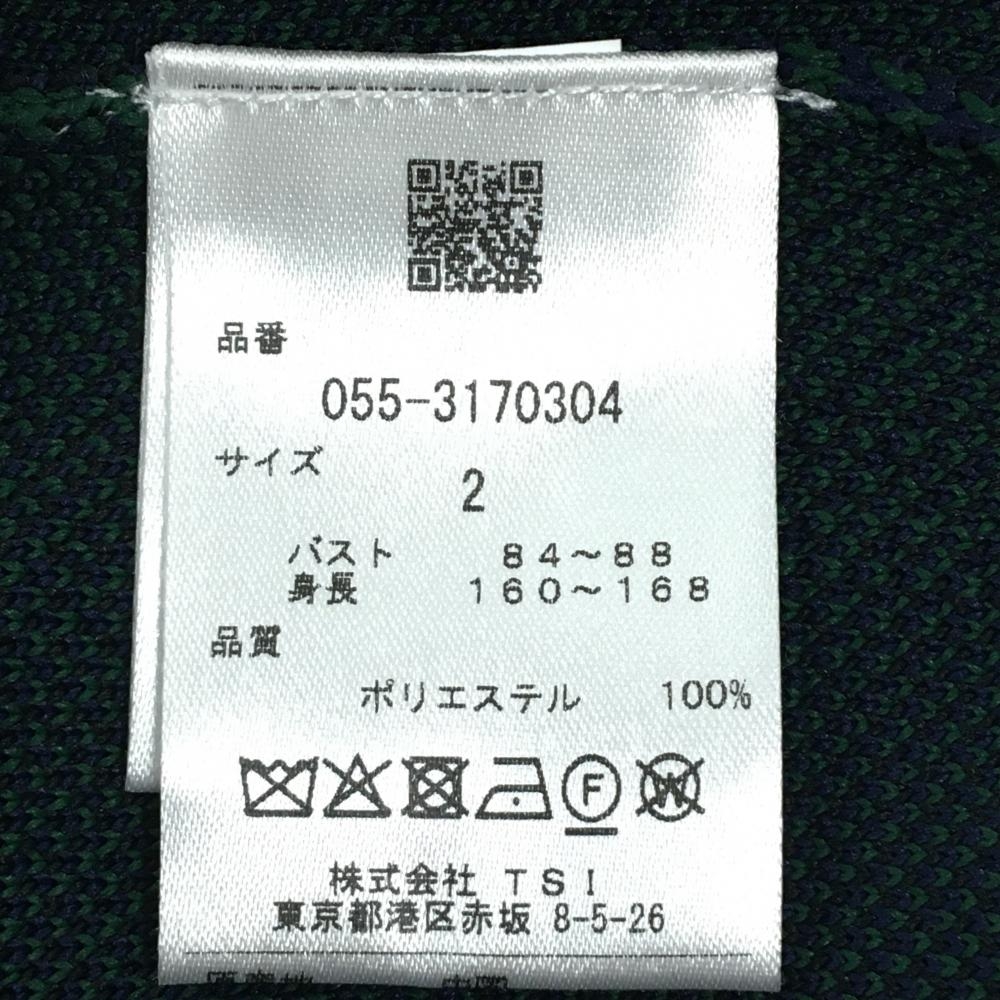 品番
055-3170304
サイズ
2
バスト 84~88
身長 160~168
品質
ポリエステル 100%
F
W
株式会社 TSI
東京都港区赤坂 8-5-26